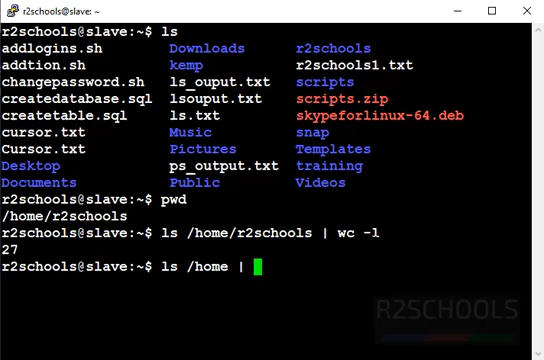 r2schools@slave: ~
r2schools@slave:~$ ls
addlogins.sh Downloads r2schools
addtion.sh kemp r2schools1.txt
changepassword.sh ls_ouput.txt scripts
createdatabase.sql lsouput.txt scripts.zip
createtable.sql ls.txt skypeforlinux-64.deb
cursor.txt Music snap
Cursor.txt Pictures Templates
Desktop ps_output.txt training
Documents Public Videos
r2schools@slave:~$ pwd
/home/r2schools
r2schools@slave:~$ ls /home/r2schools | wc -l
27
r2schools@slave:~$ ls /home |
R2SCHOOLS